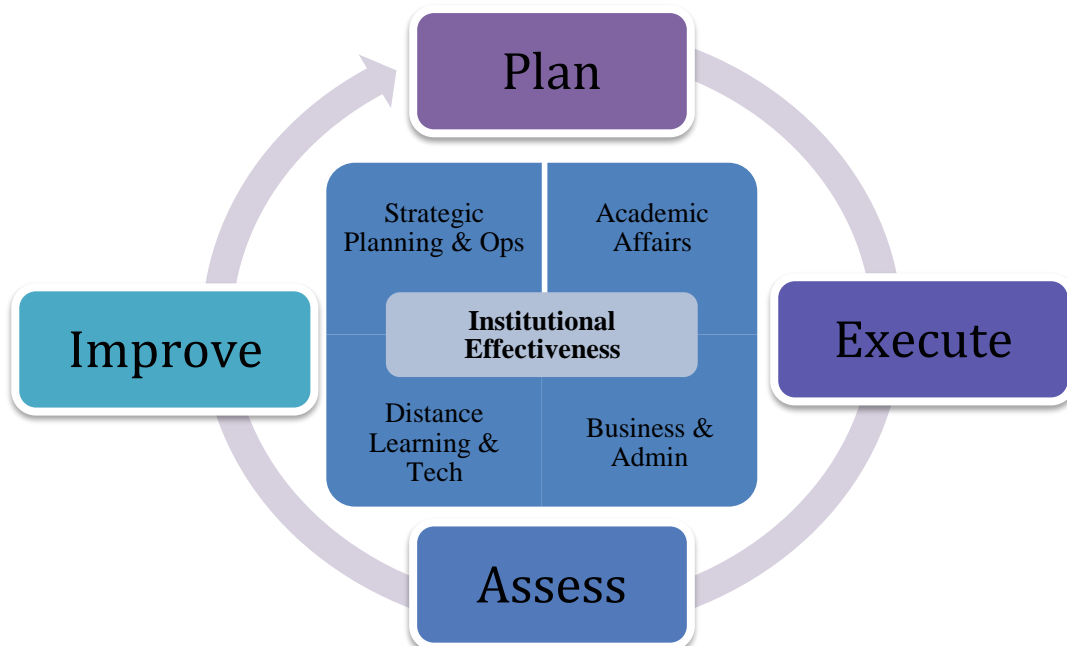 Plan
Strategic
Planning & Ops
Academic
Affairs
Improve
Institutional
Effectiveness
Execute
Distance
Learning &
Tech
Business &
Admin
Assess